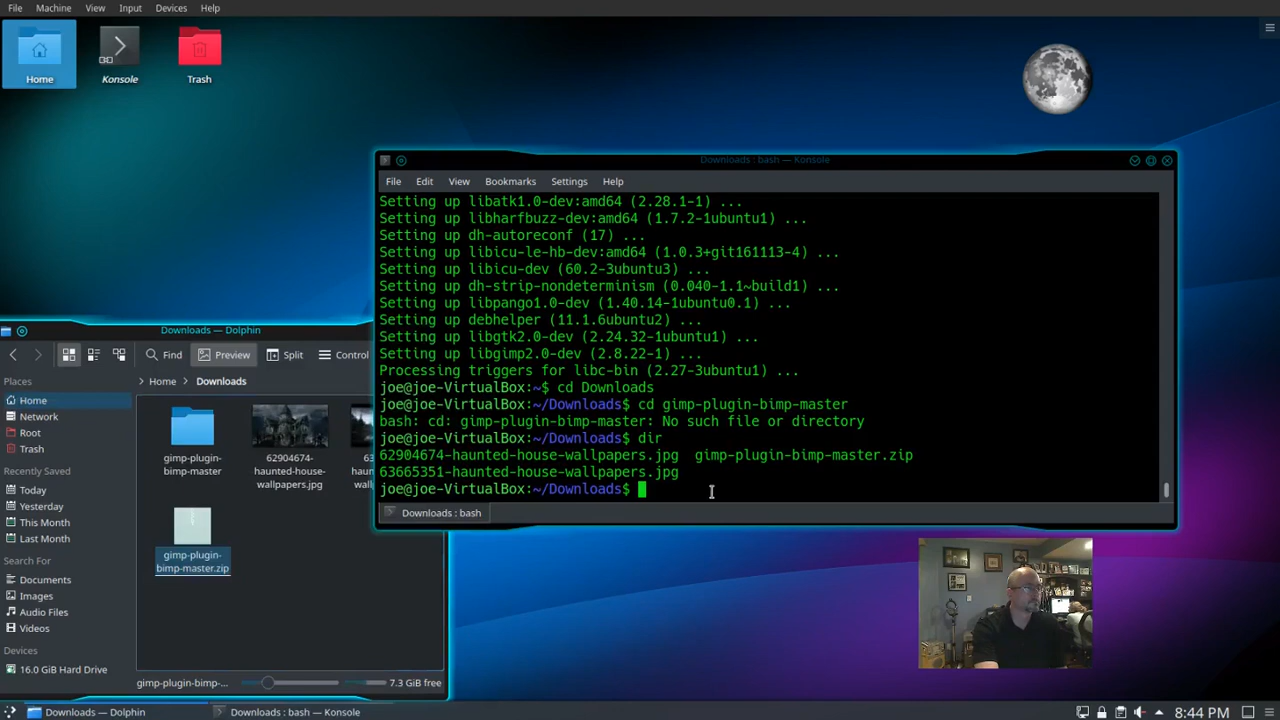 File Machine View Input Devices Help
Home
Konsole
Trash
Downloads : bash — Konsole
File Edit View Bookmarks Settings Help
Setting up libatk1.0-dev:amd64 (2.28.1-1) ...
Setting up libharfbuzz-dev:amd64 (1.7.2-1ubuntu1) ...
Setting up dh-autoreconf (17) ...
Setting up libicu-le-hb-dev:amd64 (1.0.3+git161113-4) ...
Setting up libicu-dev (60.2-3ubuntu3) ...
Setting up dh-strip-nondeterminism (0.040-1.1~build1) ...
Setting up libpango1.0-dev (1.40.14-1ubuntu0.1) ...
Setting up debhelper (11.1.6ubuntu2) ...
Setting up libgtk2.0-dev (2.24.32-1ubuntu1) ...
Setting up libgimp2.0-dev (2.8.22-1) ...
Processing triggers for libc-bin (2.27-3ubuntu1) ...
joe@joe-VirtualBox:~$ cd Downloads
joe@joe-VirtualBox:~/Downloads$ cd gimp-plugin-bimp-master
bash: cd: gimp-plugin-bimp-master: No such file or directory
joe@joe-VirtualBox:~/Downloads$ dir
62904674-haunted-house-wallpapers.jpg gimp-plugin-bimp-master.zip
63665351-haunted-house-wallpapers.jpg
joe@joe-VirtualBox:~/Downloads$
Downloads : bash
Downloads — Dolphin
Find Preview Split Control
Places
Home
Network
Root
Trash
Recently Saved
Today
Yesterday
This Month
Last Month
Search For
Documents
Images
Audio Files
Videos
Devices
16.0 GiB Hard Drive
Home Downloads
gimp-plugin-
bimp-master
62904674-
haunted-house-
wallpapers.jpg
gimp-plugin-
bimp-master.zip
gimp-plugin-bimp-... 7.3 GiB free
Downloads — Dolphin
Downloads : bash — Konsole
8:44 PM